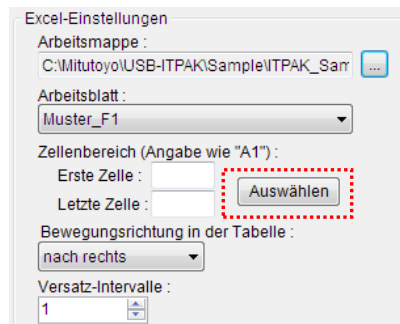 Excel-Einstellungen
Arbeitsmappe :
C:\Mitutoyo\USB-ITPAK\Sample\ITPAK_Sam
...
Arbeitsblatt :
Muster_F1
Zellenbereich (Angabe wie "A1") :
Erste Zelle :
Auswählen
Letzte Zelle :
Bewegungsrichtung in der Tabelle :
nach rechts
Versatz-Intervalle :
1